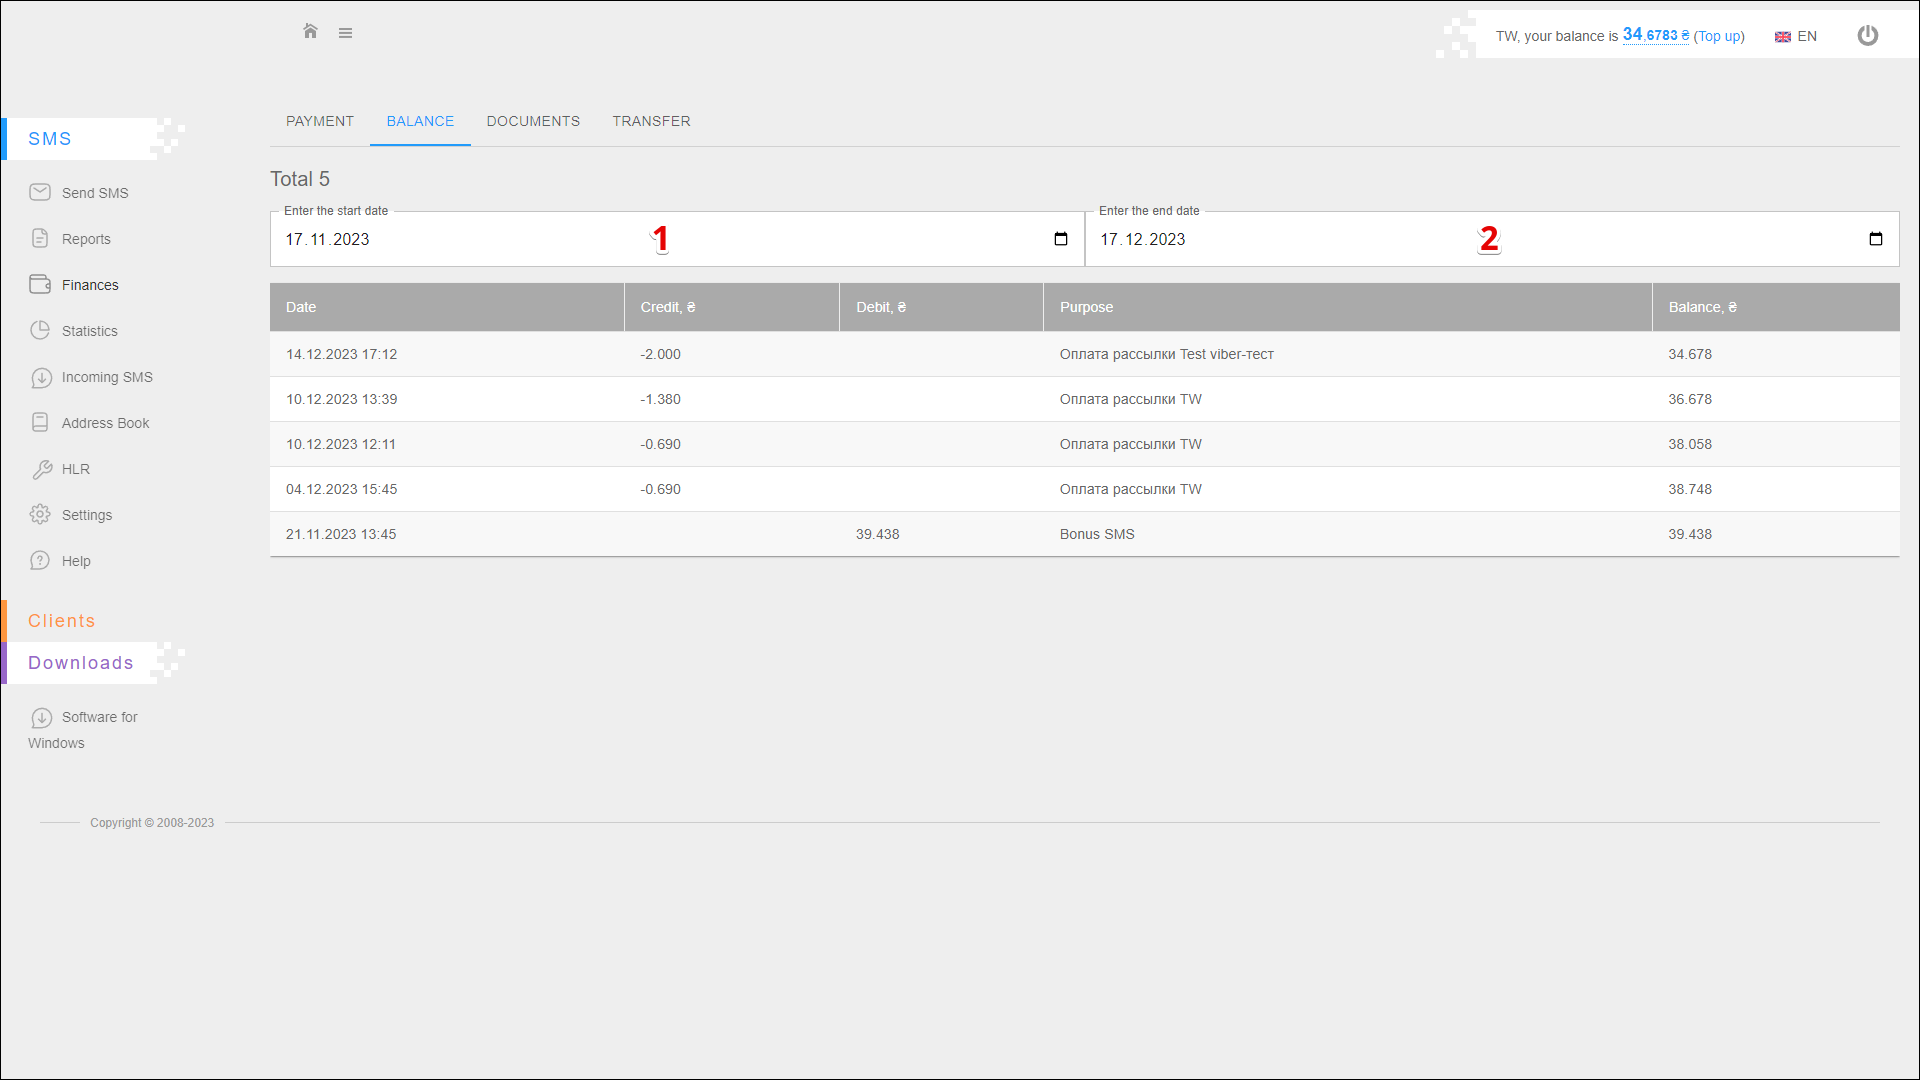 TW, your balance is 34,6783 ₴ (Top up)
EN
SMS
Send SMS
Reports
Finances
Statistics
Incoming SMS
Address Book
HLR
Settings
Help
Clients
Downloads
Software for
Windows
PAYMENT BALANCE DOCUMENTS TRANSFER
Total 5
Enter the start date Enter the end date
17.11.2023 1 17.12.2023 2
Date Credit, ₴ Debit, ₴ Purpose Balance, ₴
14.12.2023 17:12 -2.000 Оплата рассылки Test viber-тест 34.678
10.12.2023 13:39 -1.380 Оплата рассылки TW 36.678
10.12.2023 12:11 -0.690 Оплата рассылки TW 38.058
04.12.2023 15:45 -0.690 Оплата рассылки TW 38.748
21.11.2023 13:45 39.438 Bonus SMS 39.438
Copyright © 2008-2023